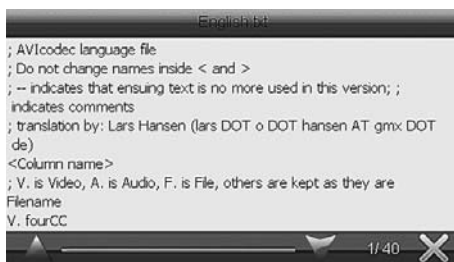 English.txt
; AVIcodec language file
; Do not change names inside < and >
; -- indicates that ensuing text is no more used in this version; ;
indicates comments
; translation by: Lars Hansen (lars DOT o DOT hansen AT gmx DOT
de)
<Column name>
; V. is Video, A. is Audio, F. is File, others are kept as they are
Filename
V. fourCC
1/40